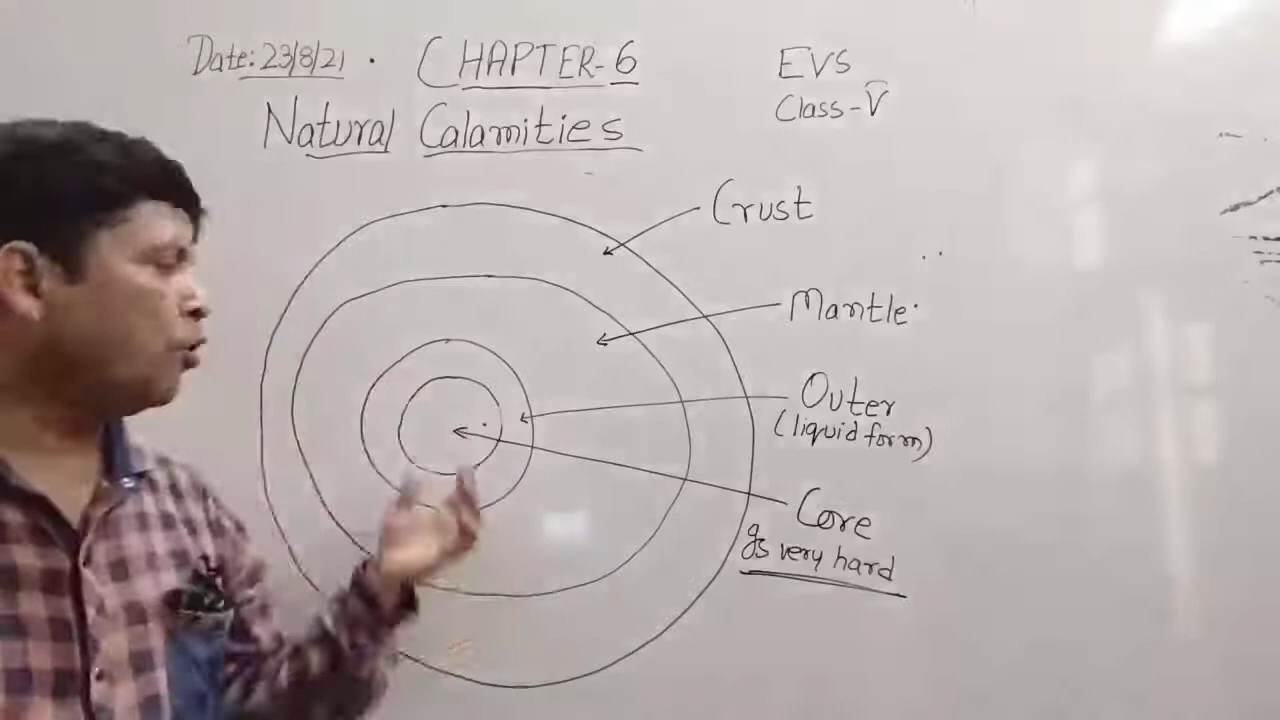 Date: 23/8/21 . CHAPTER-6
Natural Calamities
EVS
Class-V
Crust
Mantle.
Outer
(liquid form)
Core
Is very hard